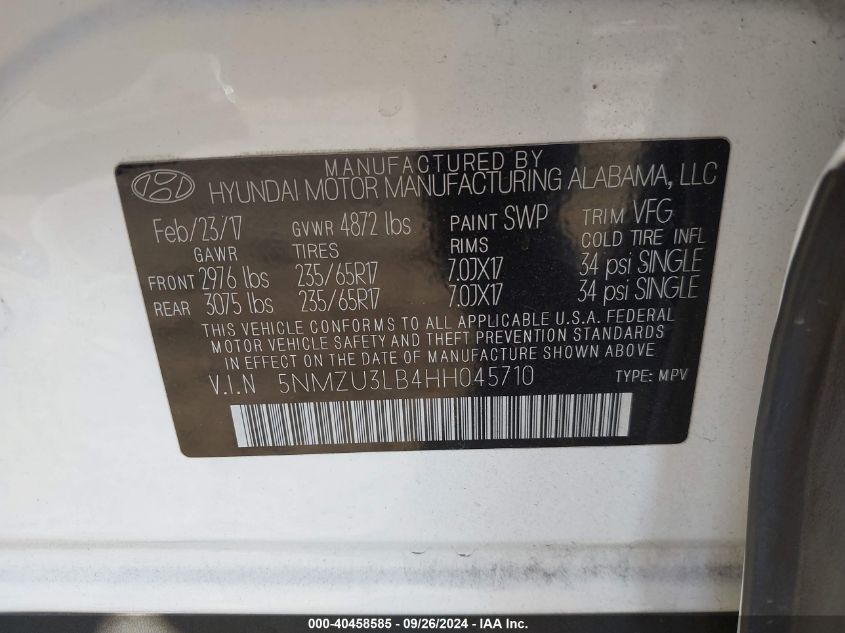 MANUFACTURED BY
HYUNDAI MOTOR MANUFACTURING ALABAMA, LLC
Feb/23/17 GVWR 4872 lbs PAINT SWP TRIM VFG
GAWR TIRES RIMS COLD TIRE INFL
FRONT 2976 lbs 235/65R17 7.0JX17 34 psi SINGLE
REAR 3075 lbs 235/65R17 7.0JX17 34 psi SINGLE
THIS VEHICLE CONFORMS TO ALL APPLICABLE U.S.A. FEDERAL
MOTOR VEHICLE SAFETY AND THEFT PREVENTION STANDARDS
IN EFFECT ON THE DATE OF MANUFACTURE SHOWN ABOVE.
V.I.N 5NMZU3LB4HH045710 TYPE: MPV
000-40458585 - 09/26/2024 - IAA Inc.